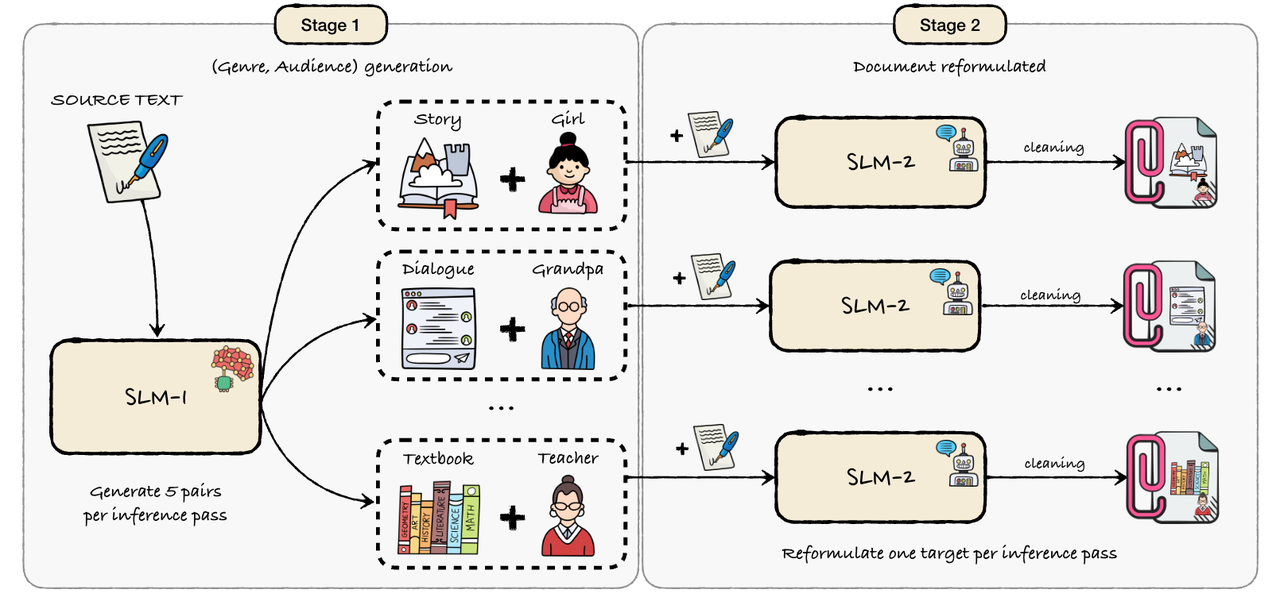 Stage 1
(Genre, Audience) generation
SOURCE TEXT
SLM-1
Generate 5 pairs
per inference pass
Story
Girl
+
Dialogue
Grandpa
+
...
Textbook
Teacher
GEOMETRY
ART
HISTORY
LITERATURE
SCIENCE
MATH
+
Stage 2
Document reformulated
+
SLM-2
cleaning
+
SLM-2
cleaning
...
...
+
SLM-2
cleaning
Reformulate one target per inference pass